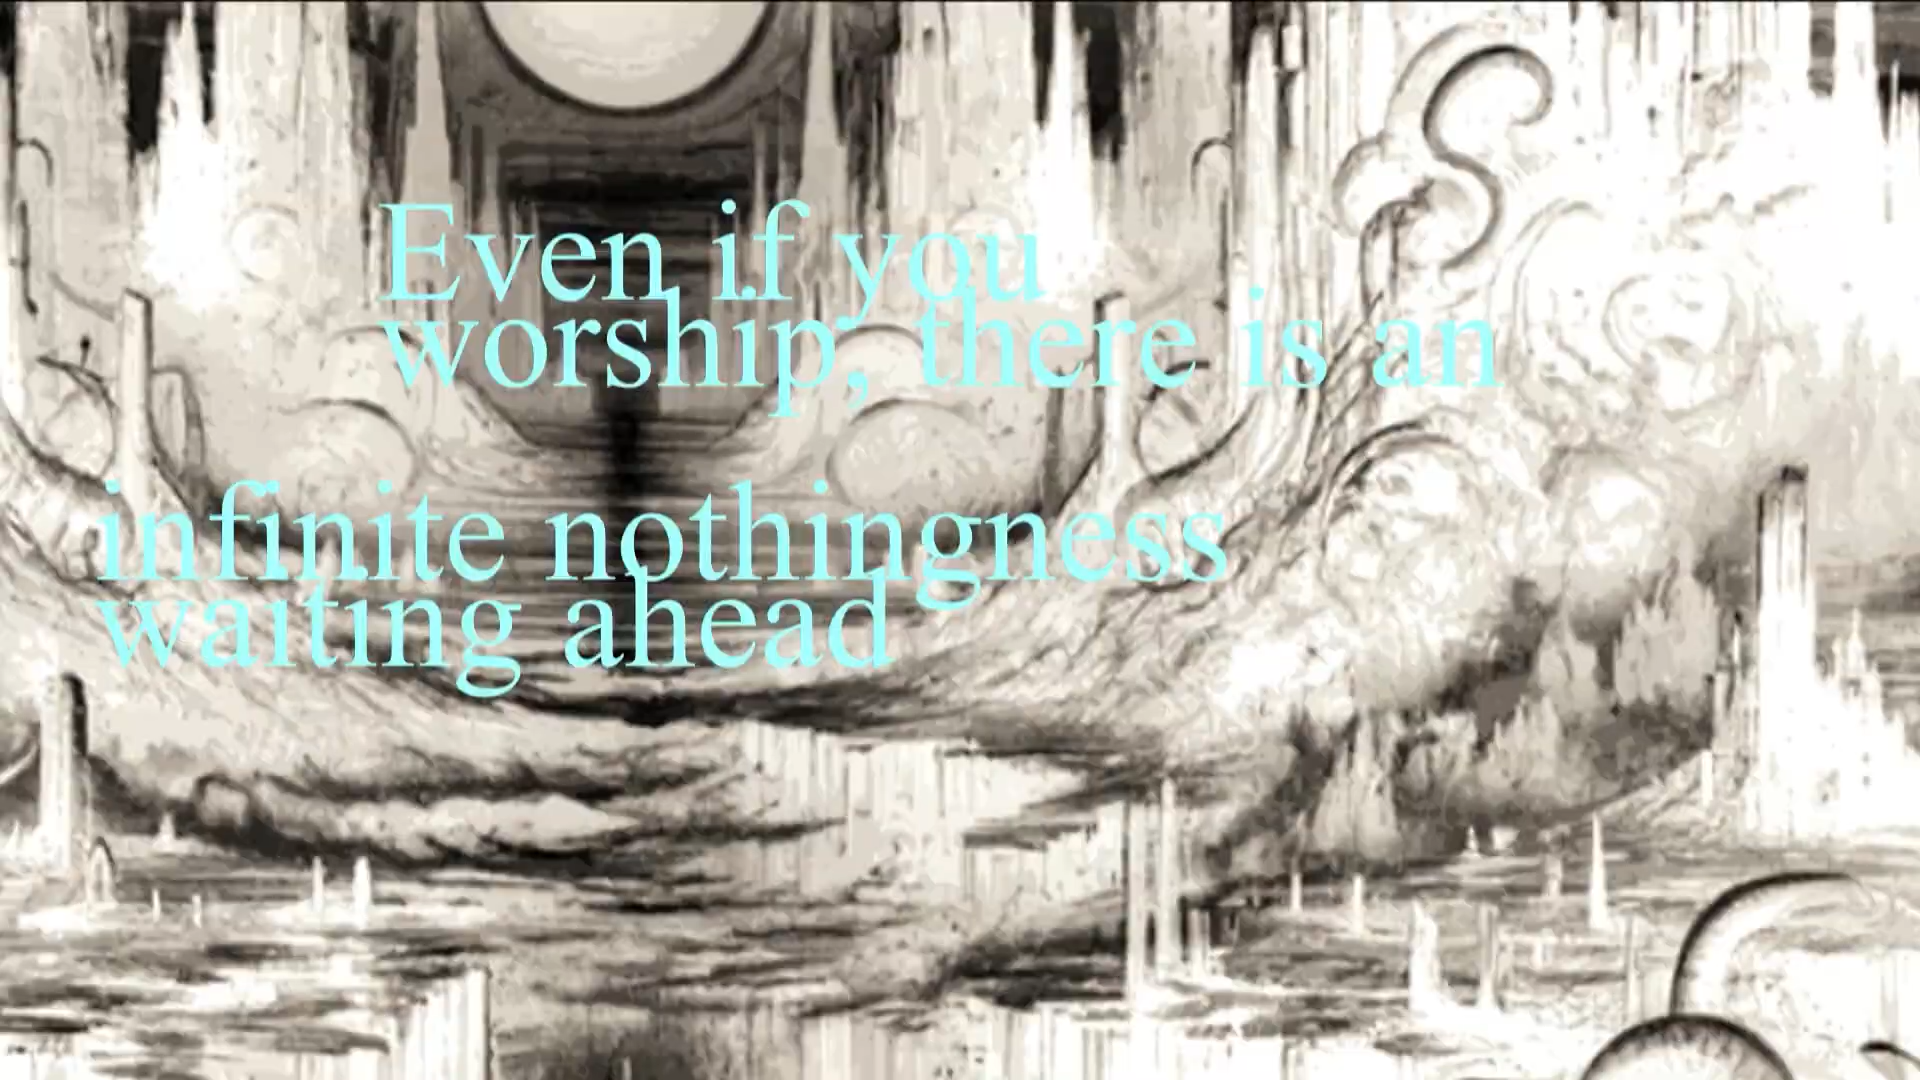 Even if you
worship, there is an
infinite nothingness
waiting ahead